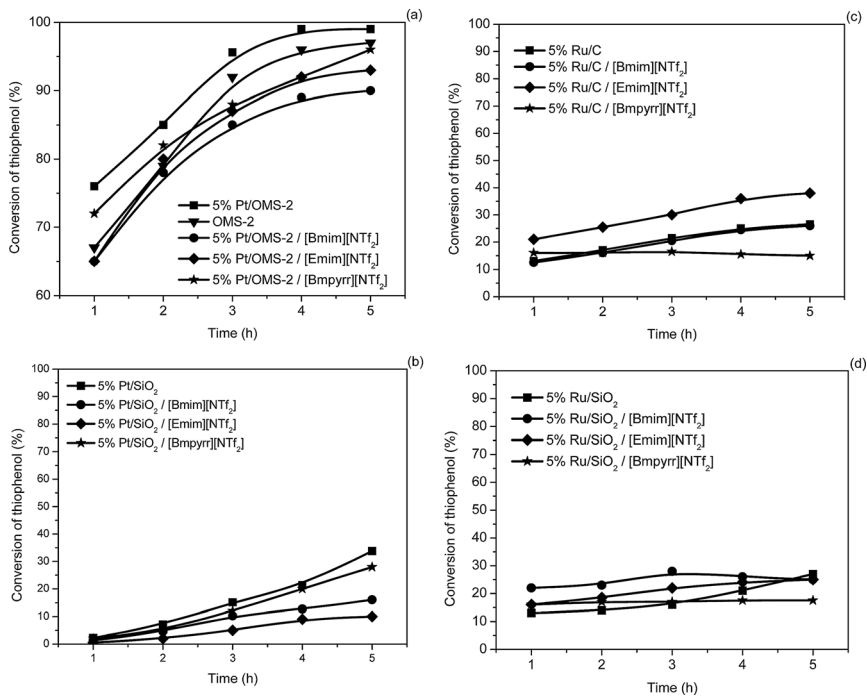 (a)
Conversion of thiophenol (%)
100
90
80
70
60
5% Pt/OMS-2
OMS-2
5% Pt/OMS-2 / [Bmim][NTf₂]
5% Pt/OMS-2 / [Emim][NTf₂]
5% Pt/OMS-2 / [Bmpyrr][NTf₂]
1 2 3 4 5
Time (h)
(c)
Conversion of thiophenol (%)
100
90
80
70
60
50
40
30
20
10
0
5% Ru/C
5% Ru/C / [Bmim][NTf₂]
5% Ru/C / [Emim][NTf₂]
5% Ru/C / [Bmpyrr][NTf₂]
1 2 3 4 5
Time (h)
(b)
Conversion of thiophenol (%)
100
90
80
70
60
50
40
30
20
10
0
5% Pt/SiO₂
5% Pt/SiO₂ / [Bmim][NTf₂]
5% Pt/SiO₂ / [Emim][NTf₂]
5% Pt/SiO₂ / [Bmpyrr][NTf₂]
1 2 3 4 5
Time (h)
(d)
Conversion of thiophenol (%)
100
90
80
70
60
50
40
30
20
10
0
5% Ru/SiO₂
5% Ru/SiO₂ / [Bmim][NTf₂]
5% Ru/SiO₂ / [Emim][NTf₂]
5% Ru/SiO₂ / [Bmpyrr][NTf₂]
1 2 3 4 5
Time (h)